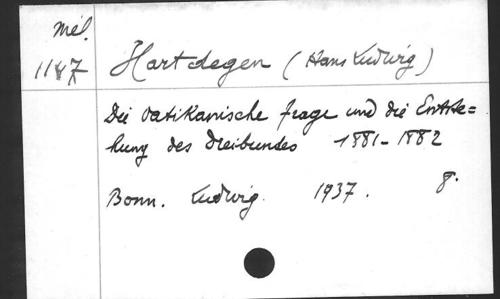 Mél.
1147 Hartdegen (Hans Ludwig)
Die vatikanische Frage und die Entste=
hung des Dreibundes 1881-1882
Bonn. Ludwig. 1937. 8.